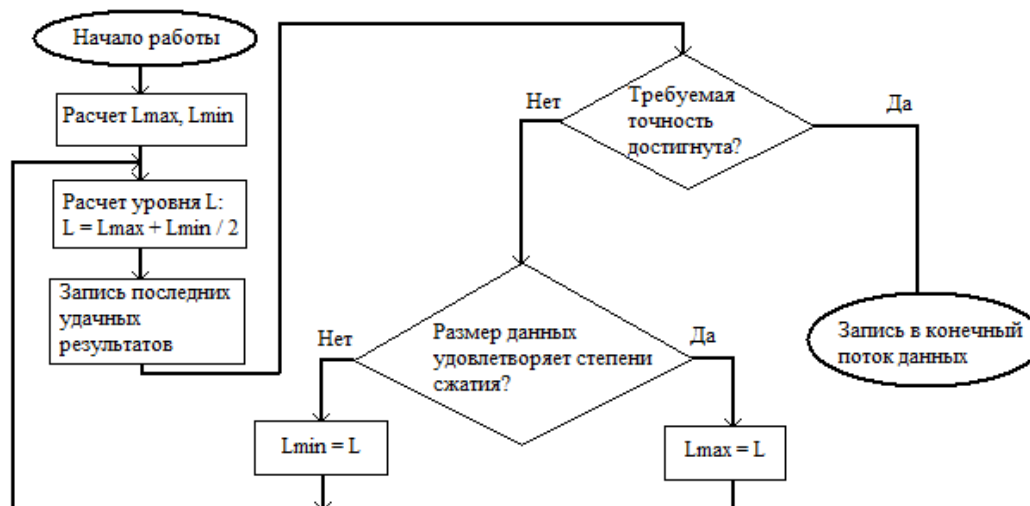 Начало работы
Расчет Lmax, Lmin
Расчет уровня L:
L = Lmax + Lmin / 2
Запись последних
удачных
результатов
Требуемая
точность
достигнута?
Нет
Да
Размер данных
удовлетворяет степени
сжатия?
Нет
Да
Lmin = L
Lmax = L
Запись в конечный
поток данных